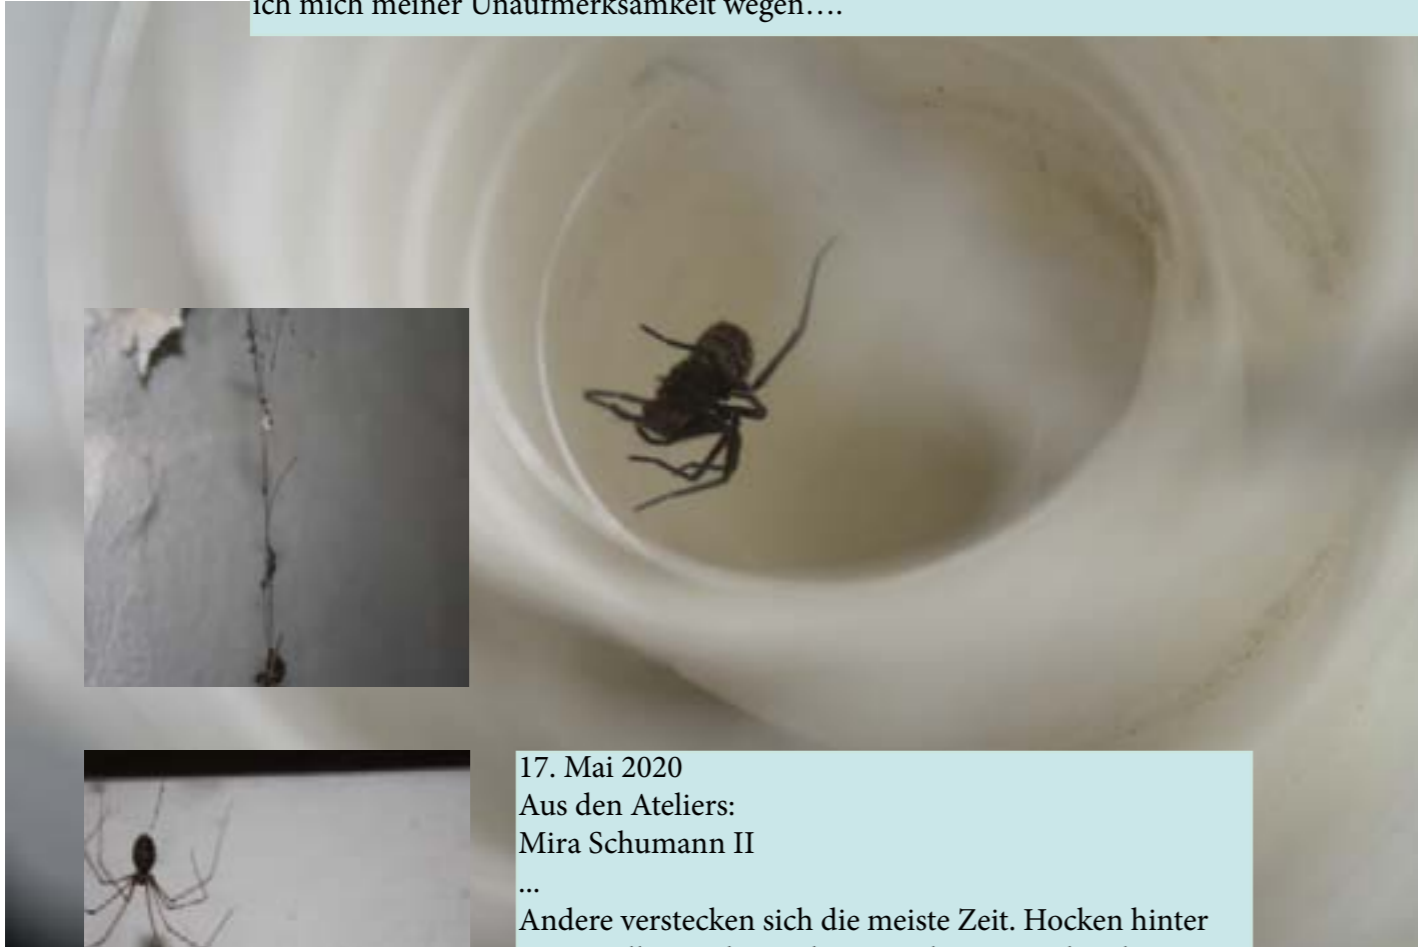 ich mich meiner Unaufmerksamkeit wegen….
17. Mai 2020
Aus den Ateliers:
Mira Schumann II
...
Andere verstecken sich die meiste Zeit. Hocken hinter